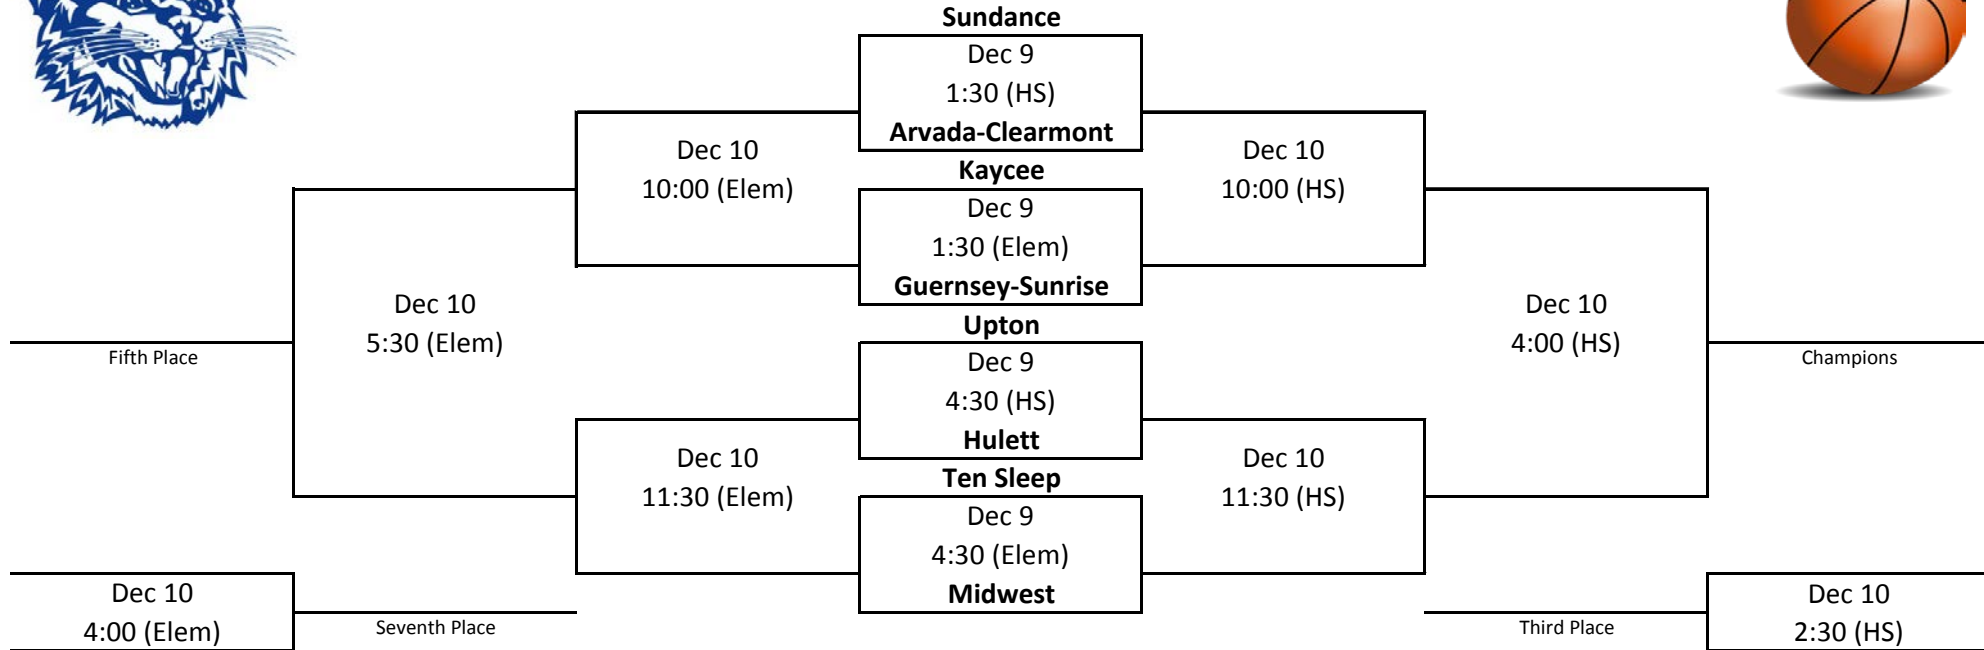 Sundance
Dec 9
1:30 (HS)
Arvada-Clearmont
Dec 10
10:00 (Elem)
Dec 10
10:00 (HS)
Kaycee
Dec 9
1:30 (Elem)
Guernsey-Sunrise
Dec 10
5:30 (Elem)
Fifth Place
Dec 10
4:00 (HS)
Champions
Upton
Dec 9
4:30 (HS)
Hulett
Dec 10
11:30 (Elem)
Dec 10
11:30 (HS)
Ten Sleep
Dec 9
4:30 (Elem)
Midwest
Dec 10
4:00 (Elem)
Seventh Place
Third Place
Dec 10
2:30 (HS)